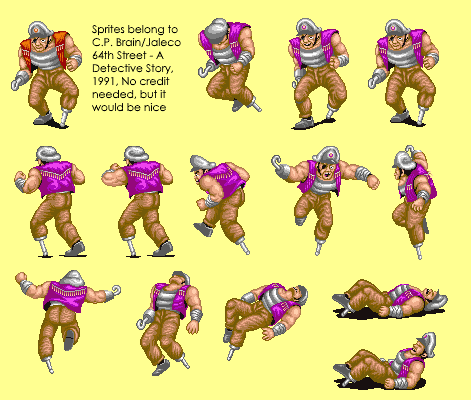 Sprites belong to
C.P. Brain/Jaleco
64th Street - A
Detective Story,
1991, No credit
needed, but it
would be nice